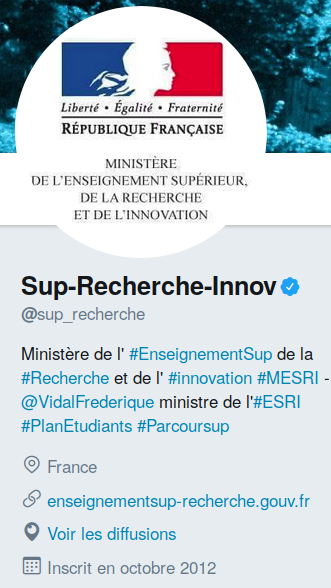 Liberté • Égalité • Fraternité
RÉPUBLIQUE FRANÇAISE
MINISTÈRE
DE L'ENSEIGNEMENT SUPÉRIEUR,
DE LA RECHERCHE
ET DE L'INNOVATION
Sup-Recherche-Innov
@sup_recherche
Ministère de l' #EnseignementSup de la
#Recherche et de l' #innovation #MESRI -
@VidalFrederique ministre de l'#ESRI
#PlanEtudiants #Parcoursup
France
enseignementsup-recherche.gouv.fr
Voir les diffusions
Inscrit en octobre 2012